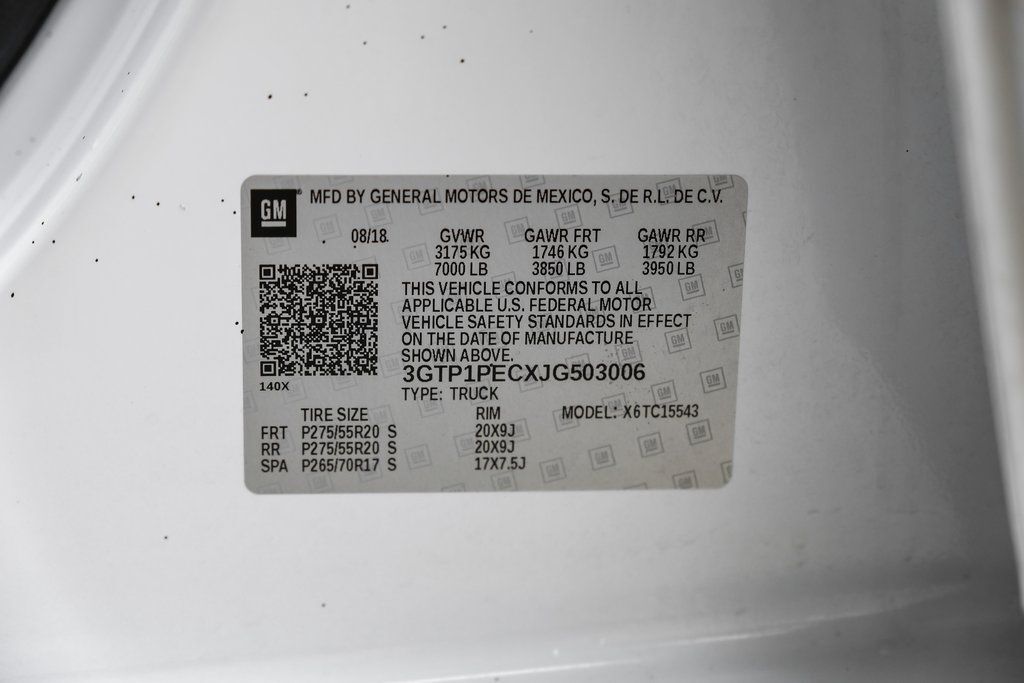 GM® MFD BY GENERAL MOTORS DE MEXICO, S. DE R.L. DE C.V.
08/18 GVWR GAWR FRT GAWR RR
3175 KG 1746 KG 1792 KG
7000 LB 3850 LB 3950 LB
THIS VEHICLE CONFORMS TO ALL
APPLICABLE U.S. FEDERAL MOTOR
VEHICLE SAFETY STANDARDS IN EFFECT
ON THE DATE OF MANUFACTURE
SHOWN ABOVE.
3GTP1PECXJG503006
140X
TYPE: TRUCK
TIRE SIZE RIM MODEL: X6TC15543
FRT P275/55R20 S 20X9J
RR P275/55R20 S 20X9J
SPA P265/70R17 S 17X7.5J